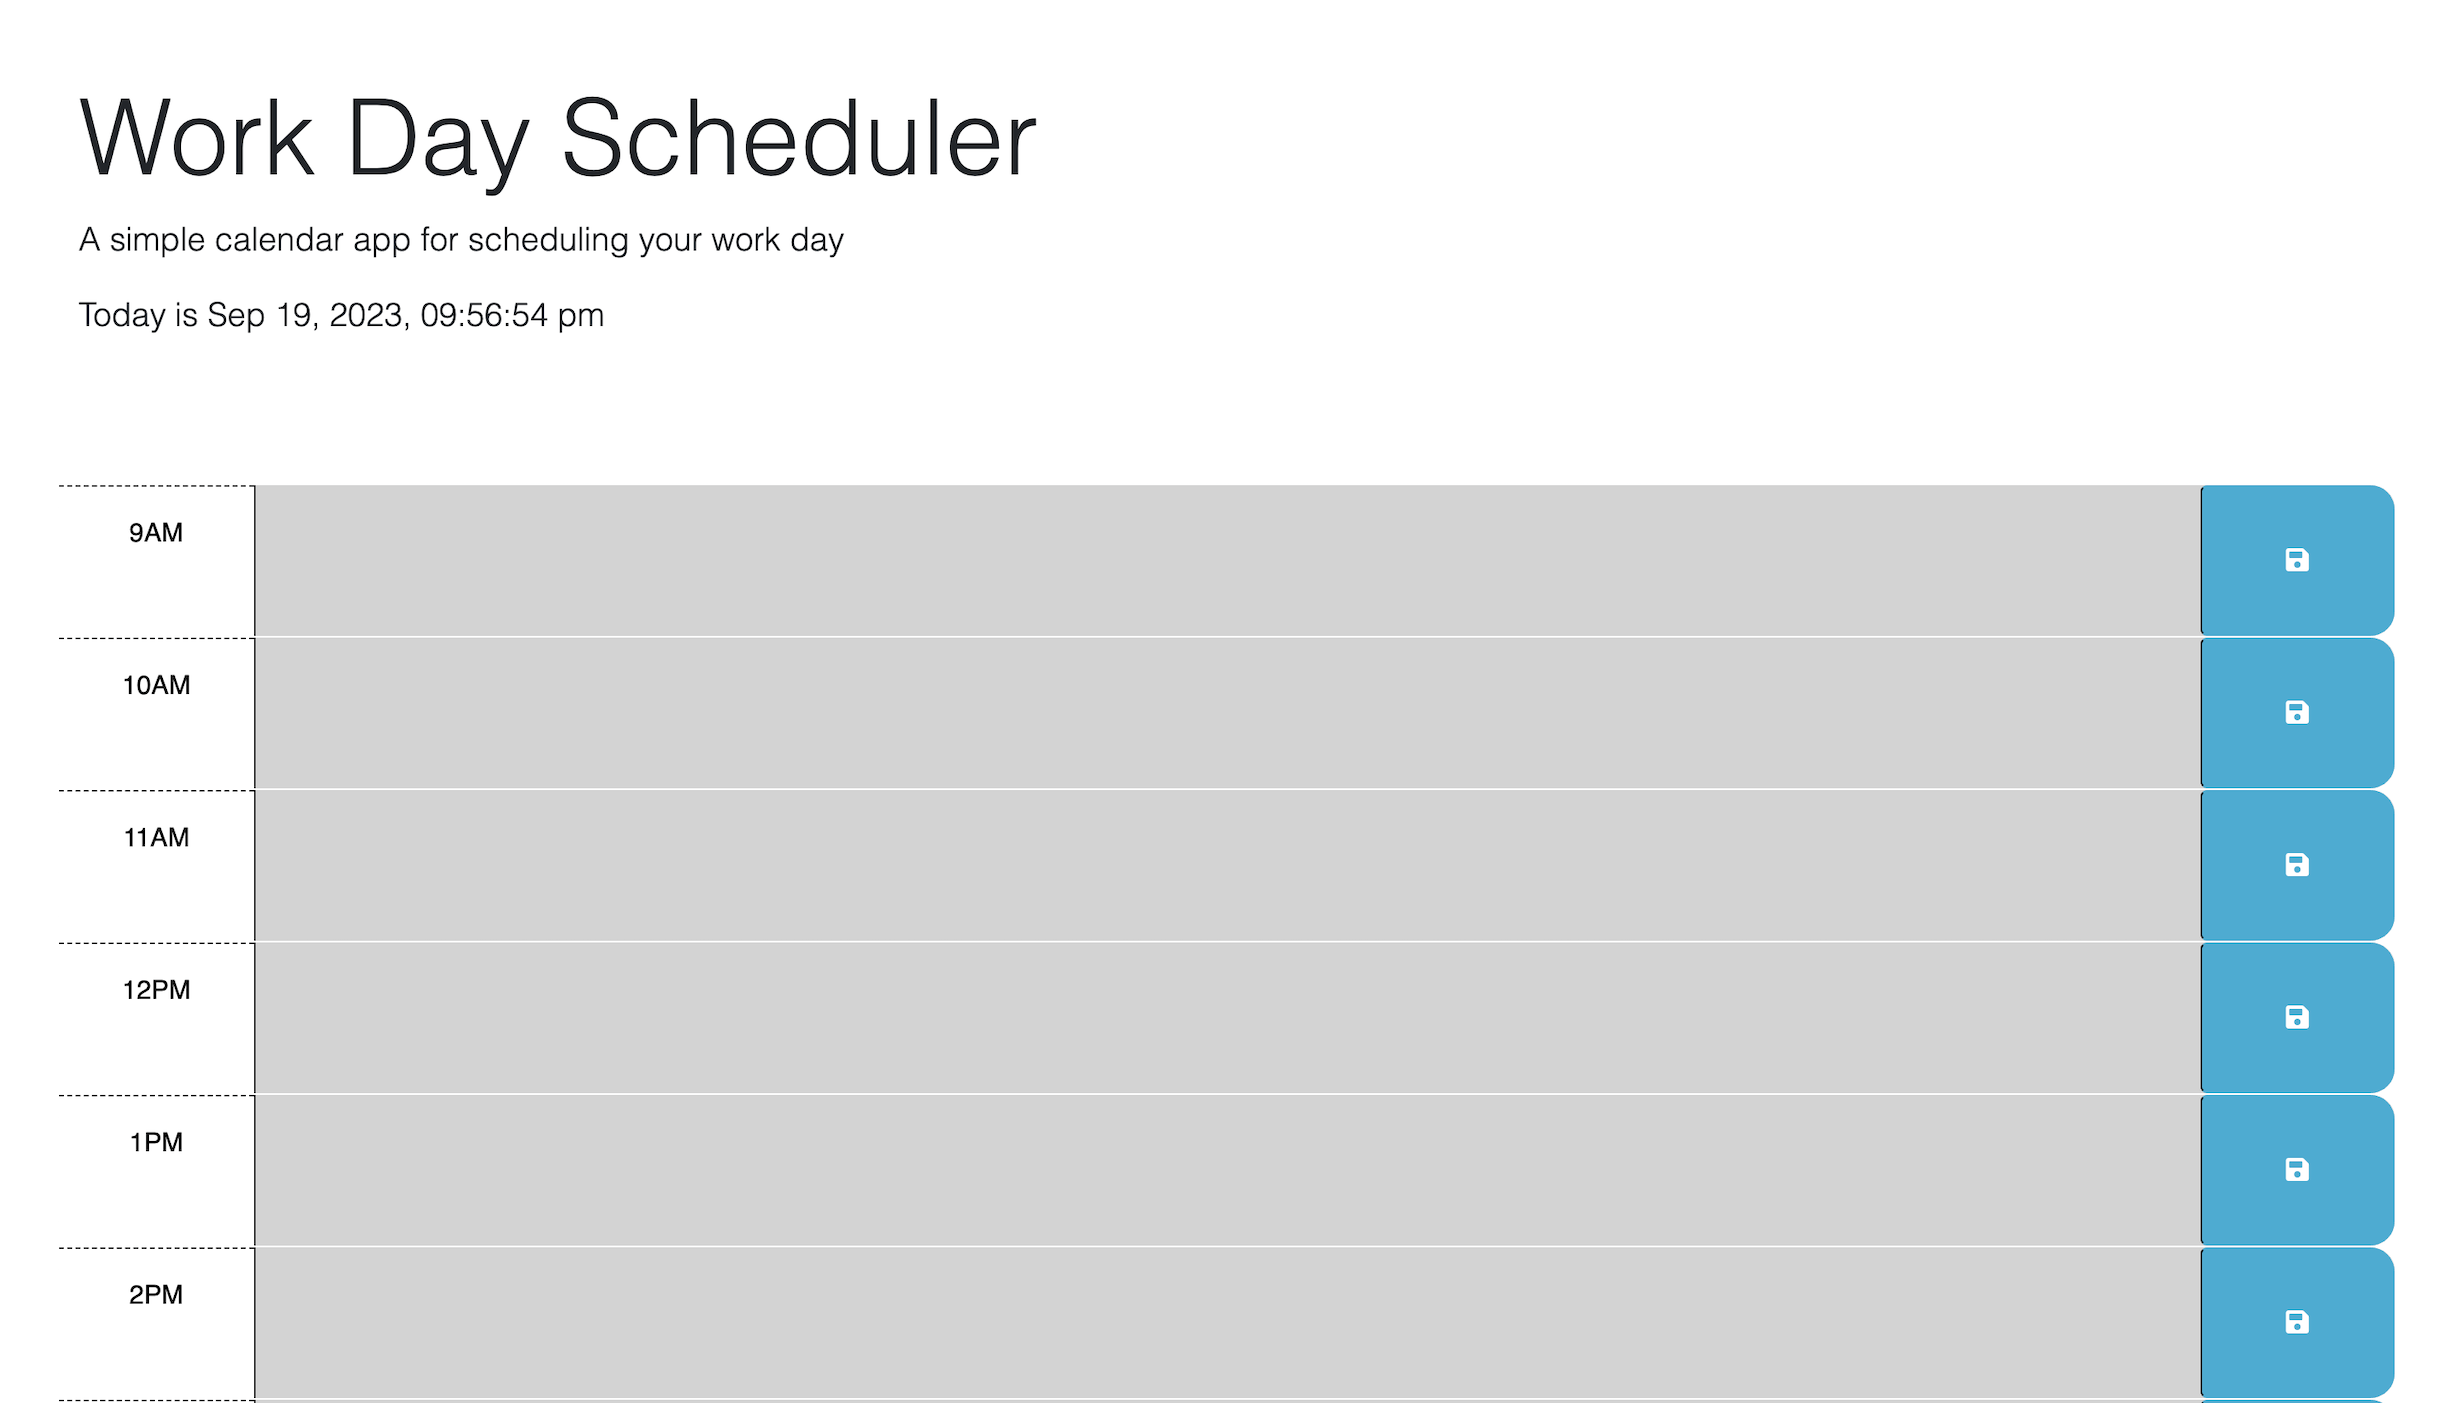 Work Day Scheduler
A simple calendar app for scheduling your work day
Today is Sep 19, 2023, 09:56:54 pm
9AM
10AM
11AM
12PM
1PM
2PM